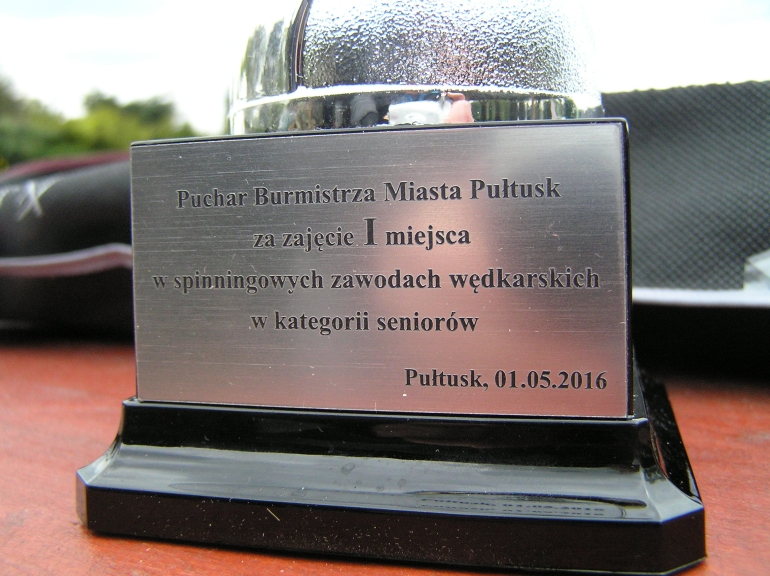 Puchar Burmistrza Miasta Pułtusk
za zajęcie I miejsca
w spinningowych zawodach wędkarskich
w kategorii seniorów
Pułtusk, 01.05.2016